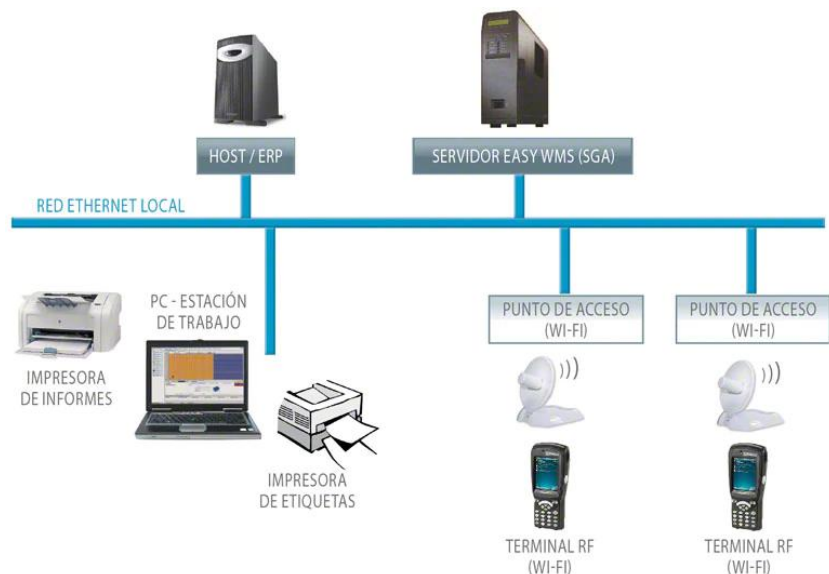 HOST / ERP
SERVIDOR EASY WMS (SGA)
RED ETHERNET LOCAL
PC - ESTACIÓN
DE TRABAJO
PUNTO DE ACCESO
(WI-FI)
PUNTO DE ACCESO
(WI-FI)
IMPRESORA
DE INFORMES
IMPRESORA
DE ETIQUETAS
TERMINAL RF
(WI-FI)
TERMINAL RF
(WI-FI)